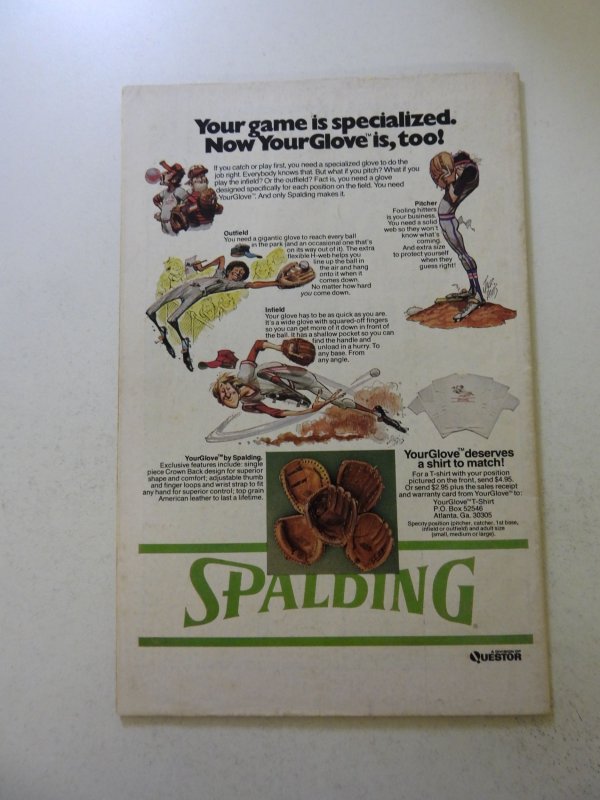 Your game is specialized.
Now YourGlove™ is, too!
If you catch or play first, you need a specialized glove to do the
job right. Everybody knows that. But what if you pitch? What if you
play the infield? Or the outfield? Fact is, you need a glove
designed specifically for each position on the field. You need
YourGlove™. And only Spalding makes it.
Pitcher
Fooling hitters
is your business.
You need a solid
web so they won't
know what's
coming.
And extra size
to protect yourself
when they
guess right!
Outfield
You need a gigantic glove to reach every ball
in the park (and an occasional one that's
on its way out of it). The extra
flexible H-web helps you
line up the ball in
the air and hang
onto it when it
comes down.
No matter how hard
you come down.
Infield
Your glove has to be as quick as you are.
It's a wide glove with squared-off fingers
so you can get more of it down in front of
the ball. It has a shallow pocket so you can
find the handle and
unload in a hurry. To
any base. From
any angle.
YourGlove™ by Spalding.
Exclusive features include: single
piece Crown Back design for superior
shape and comfort; adjustable thumb
and finger loops and wrist strap to fit
any hand for superior control; top grain
American leather to last a lifetime.
YourGlove™ deserves
a shirt to match!
For a T-shirt with your position
pictured on the front, send $4.95.
Or send $2.95 plus the sales receipt
and warranty card from YourGlove™ to:
YourGlove™ T-Shirt
P.O. Box 52546
Atlanta, Ga. 30305
Specify position (pitcher, catcher, 1st base,
infield or outfield) and adult size
(small, medium or large).
SPALDING
A DIVISION OF
QUESTOR